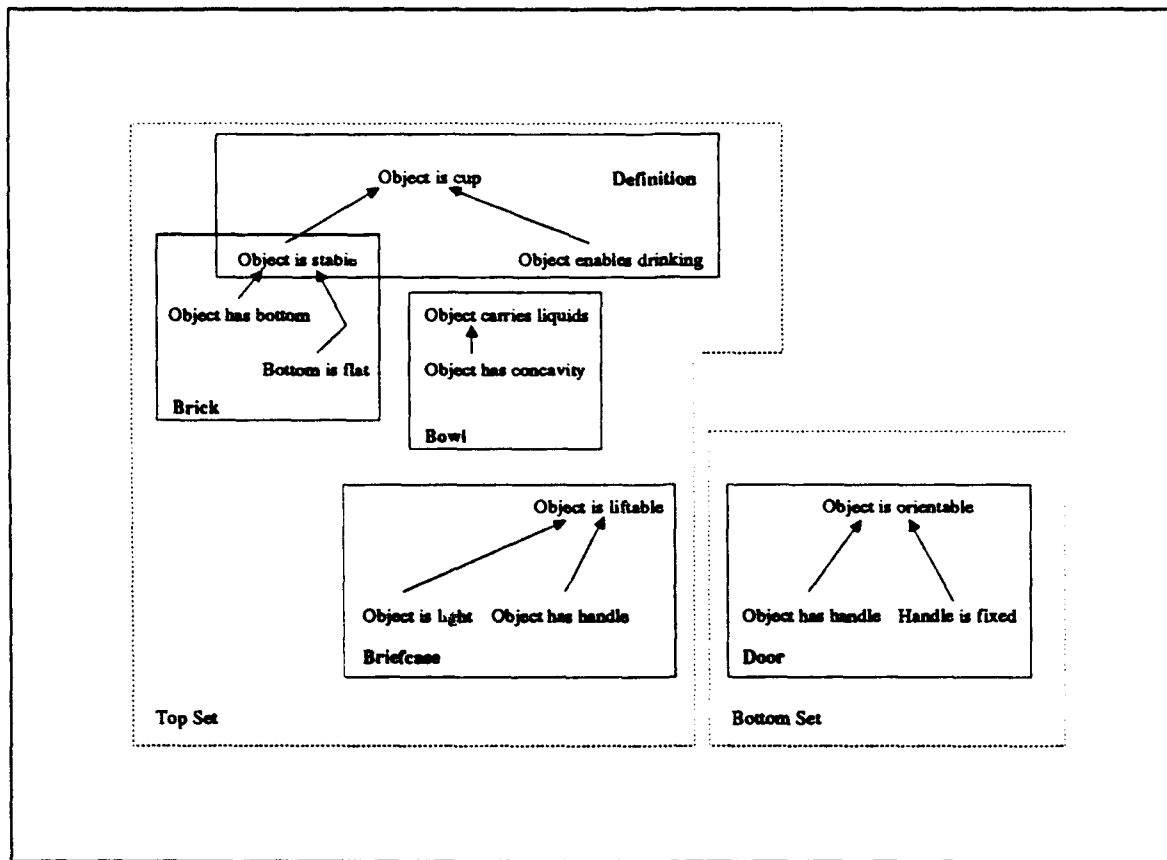 Object is cup
Definition
Object is stable
Object enables drinking
Object has bottom
Bottom is flat
Brick
Object carries liquids
Object has concavity
Bowl
Object is liftable
Object is light
Object has handle
Briefcase
Object is orientable
Object has handle
Handle is fixed
Door
Top Set
Bottom Set